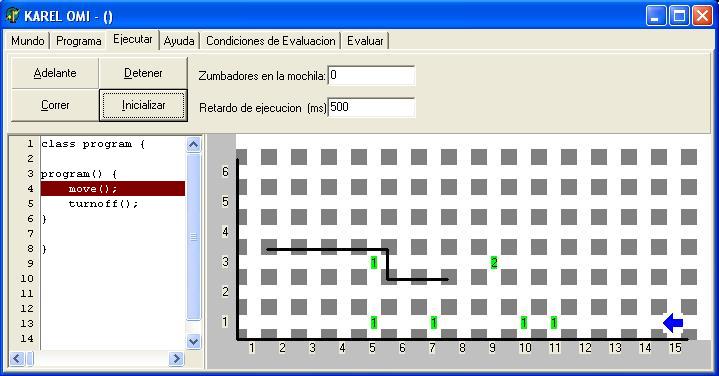 KAREL OMI - ()
Mundo Programa Ejecutar Ayuda Condiciones de Evaluacion Evaluar
Adelante Detener Zumbadores en la mochila: 0
Correr Inicializar Retardo de ejecucion (ms) 500
1 class program {
2
3 program() {
4 move();
5 turnoff();
6 }
7
8 }
9
10
11
12
13
14
6
5
4
3 1 2
2
1 1 1 1 1
1 2 3 4 5 6 7 8 9 10 11 12 13 14 15